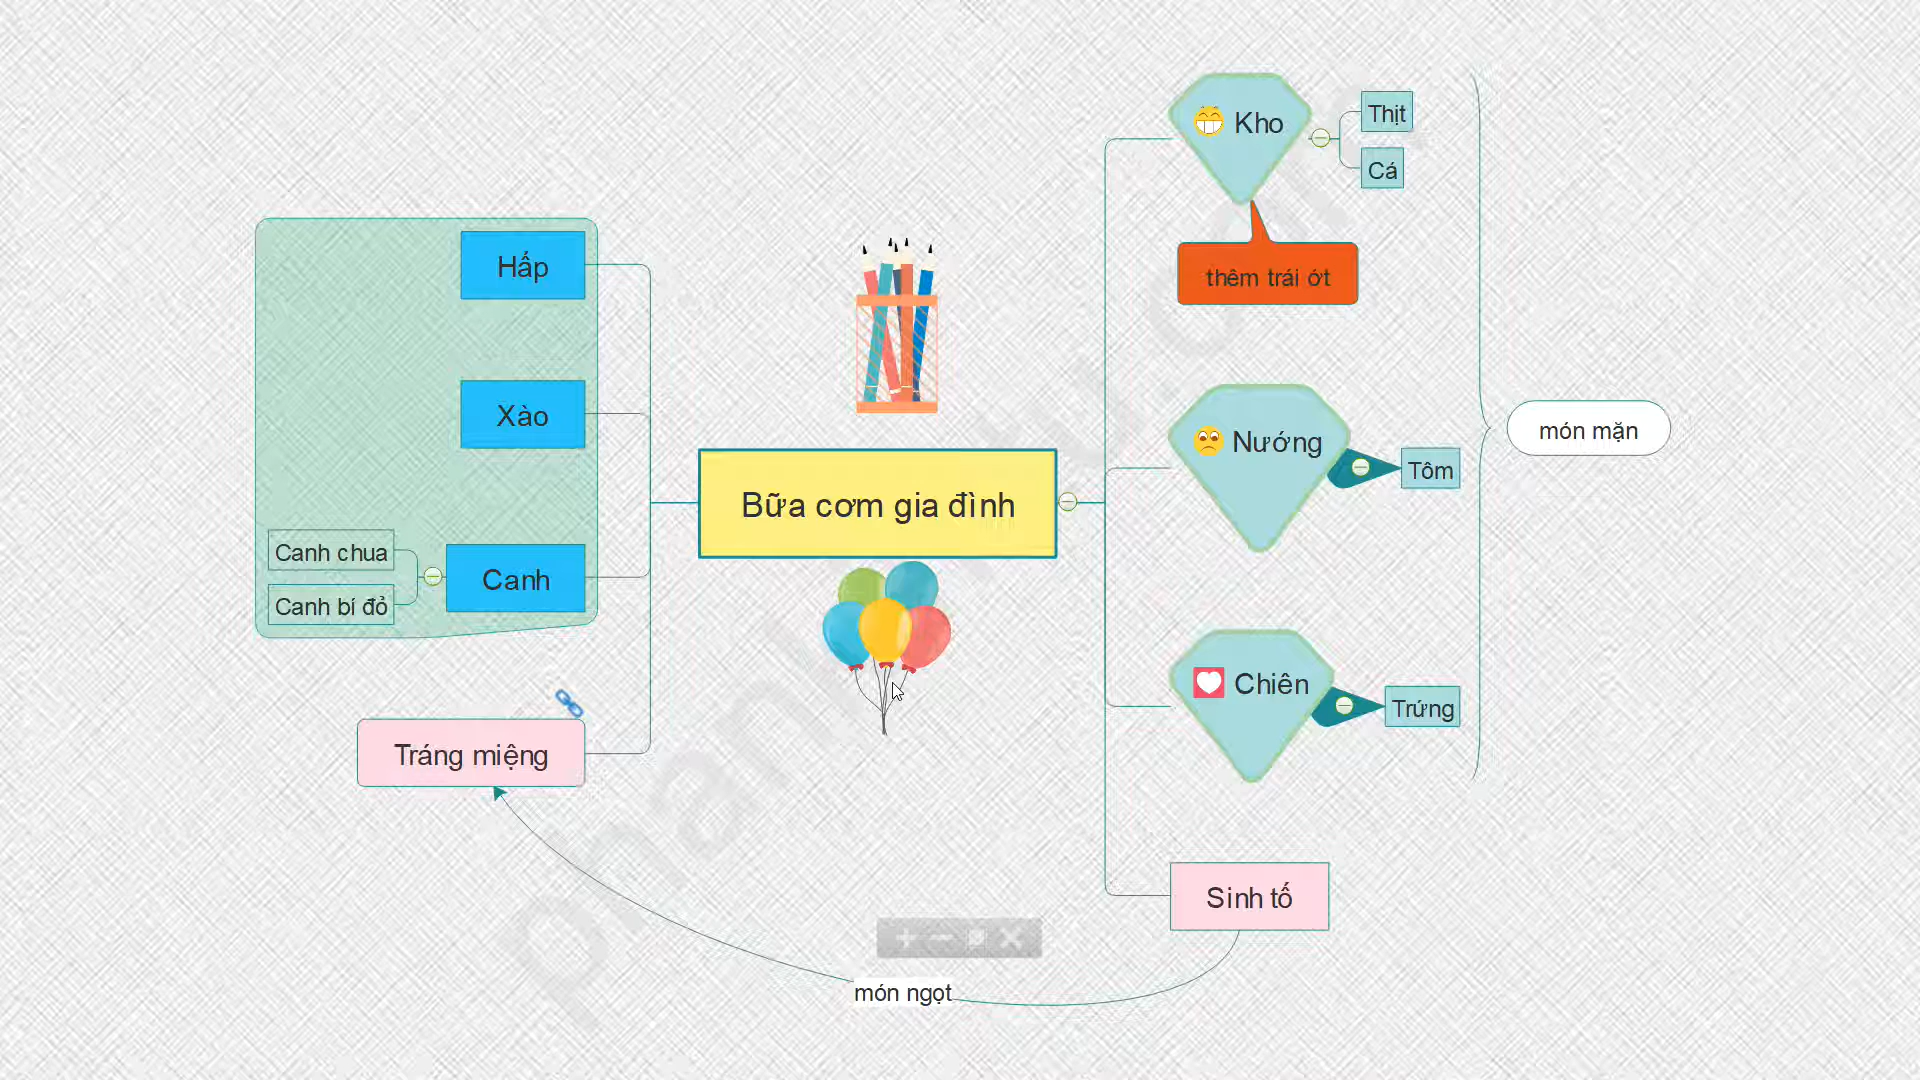 Kho
Thịt
Cá
thêm trái ớt
Hấp
Xào
Nướng
Tôm
món mặn
Bữa cơm gia đình
Canh chua
Canh bí đỏ
Canh
Chiên
Trứng
Tráng miệng
Sinh tố
món ngọt